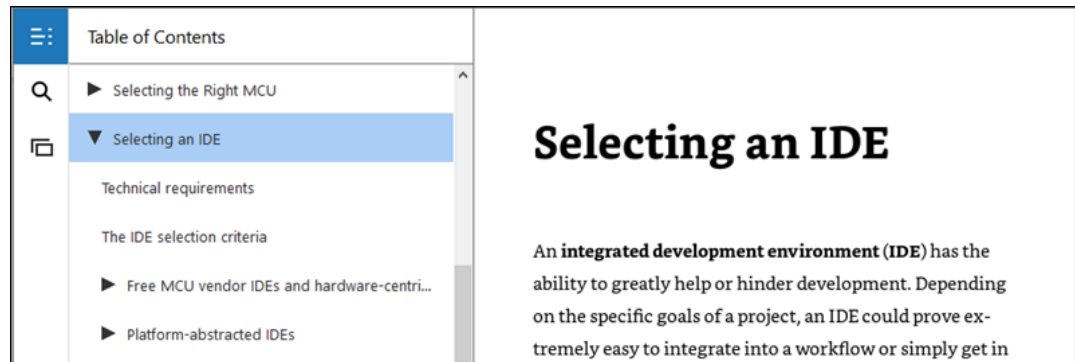 Table of Contents
Selecting the Right MCU
Selecting an IDE
Technical requirements
The IDE selection criteria
Free MCU vendor IDEs and hardware-centri...
Platform-abstracted IDEs
Selecting an IDE
An integrated development environment (IDE) has the
ability to greatly help or hinder development. Depending
on the specific goals of a project, an IDE could prove ex-
tremely easy to integrate into a workflow or simply get in